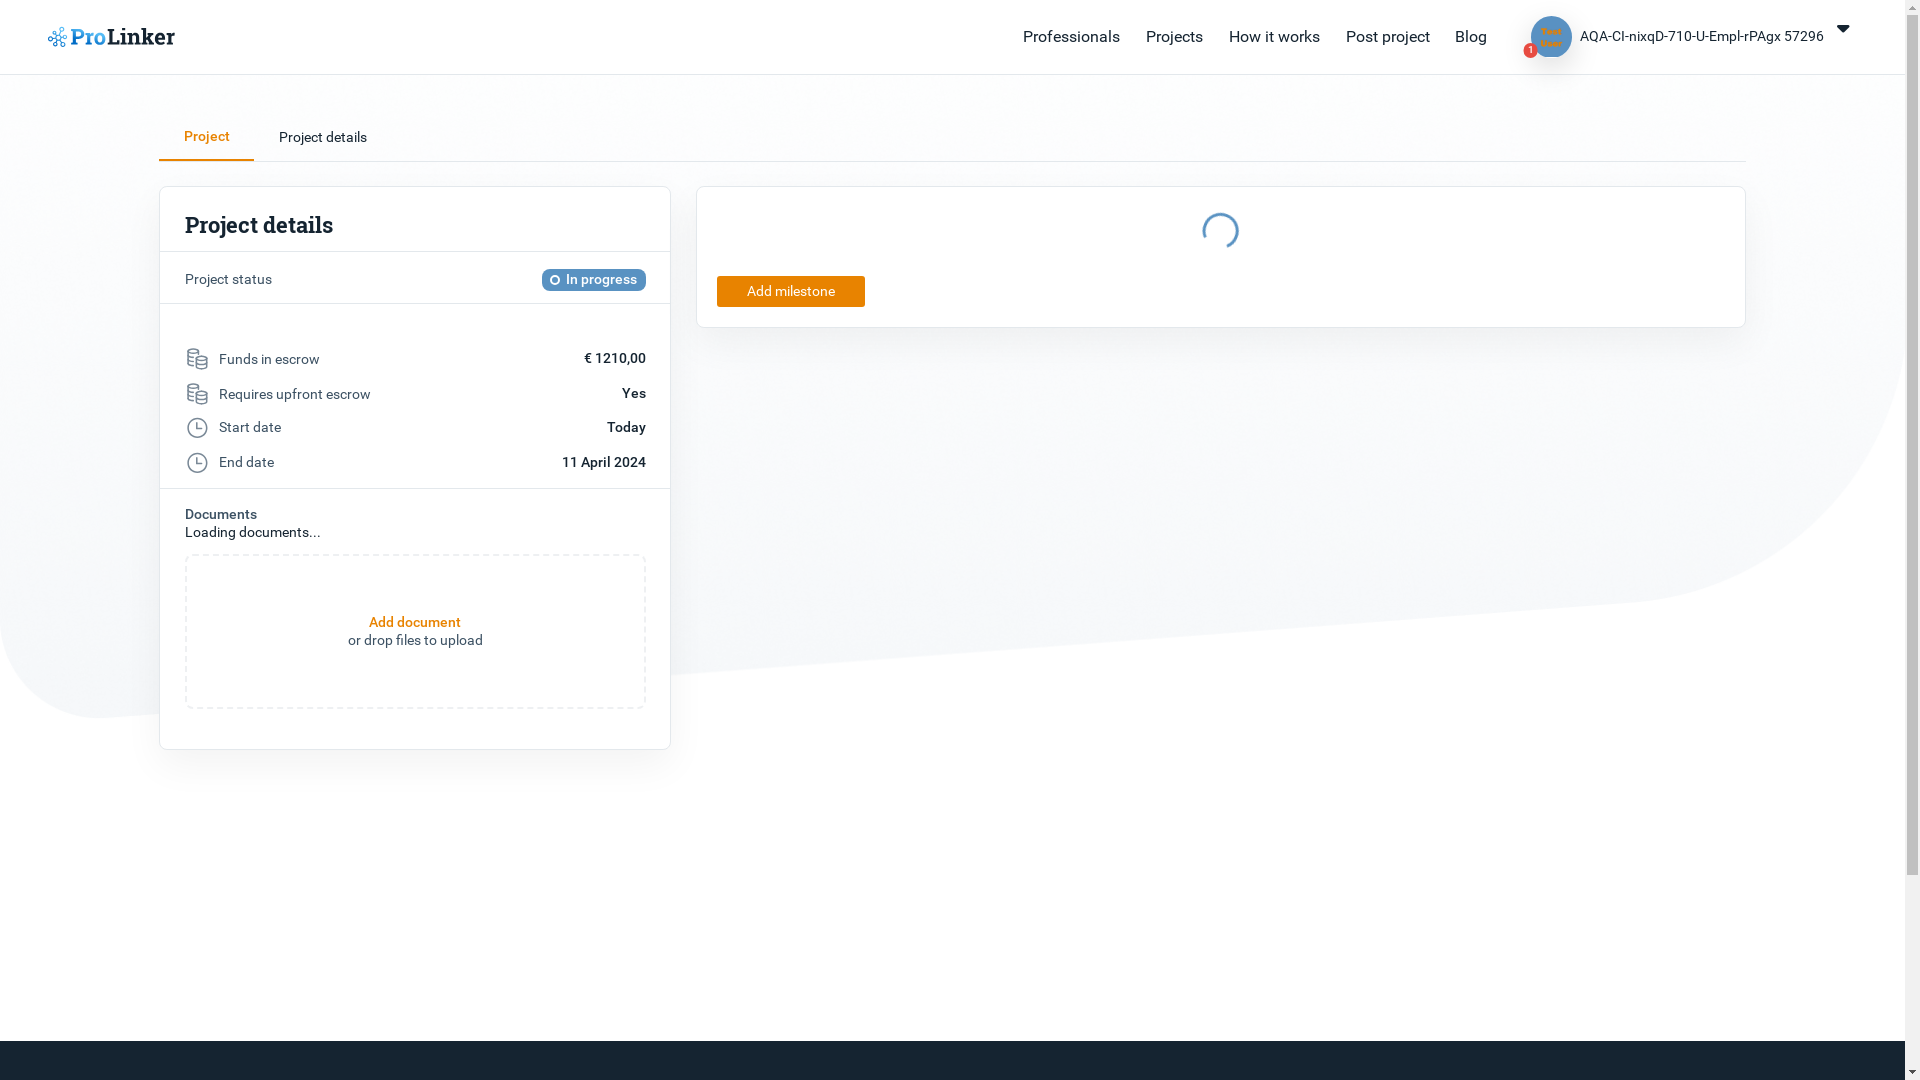 ProLinker
Professionals
Projects
How it works
Post project
Blog
Test
User
1
AQA-CI-nixqD-710-U-Empl-rPAgx 57296
Project
Project details
Project details
Project status
In progress
Funds in escrow
€ 1210,00
Requires upfront escrow
Yes
Start date
Today
End date
11 April 2024
Documents
Loading documents...
Add document
or drop files to upload
Add milestone